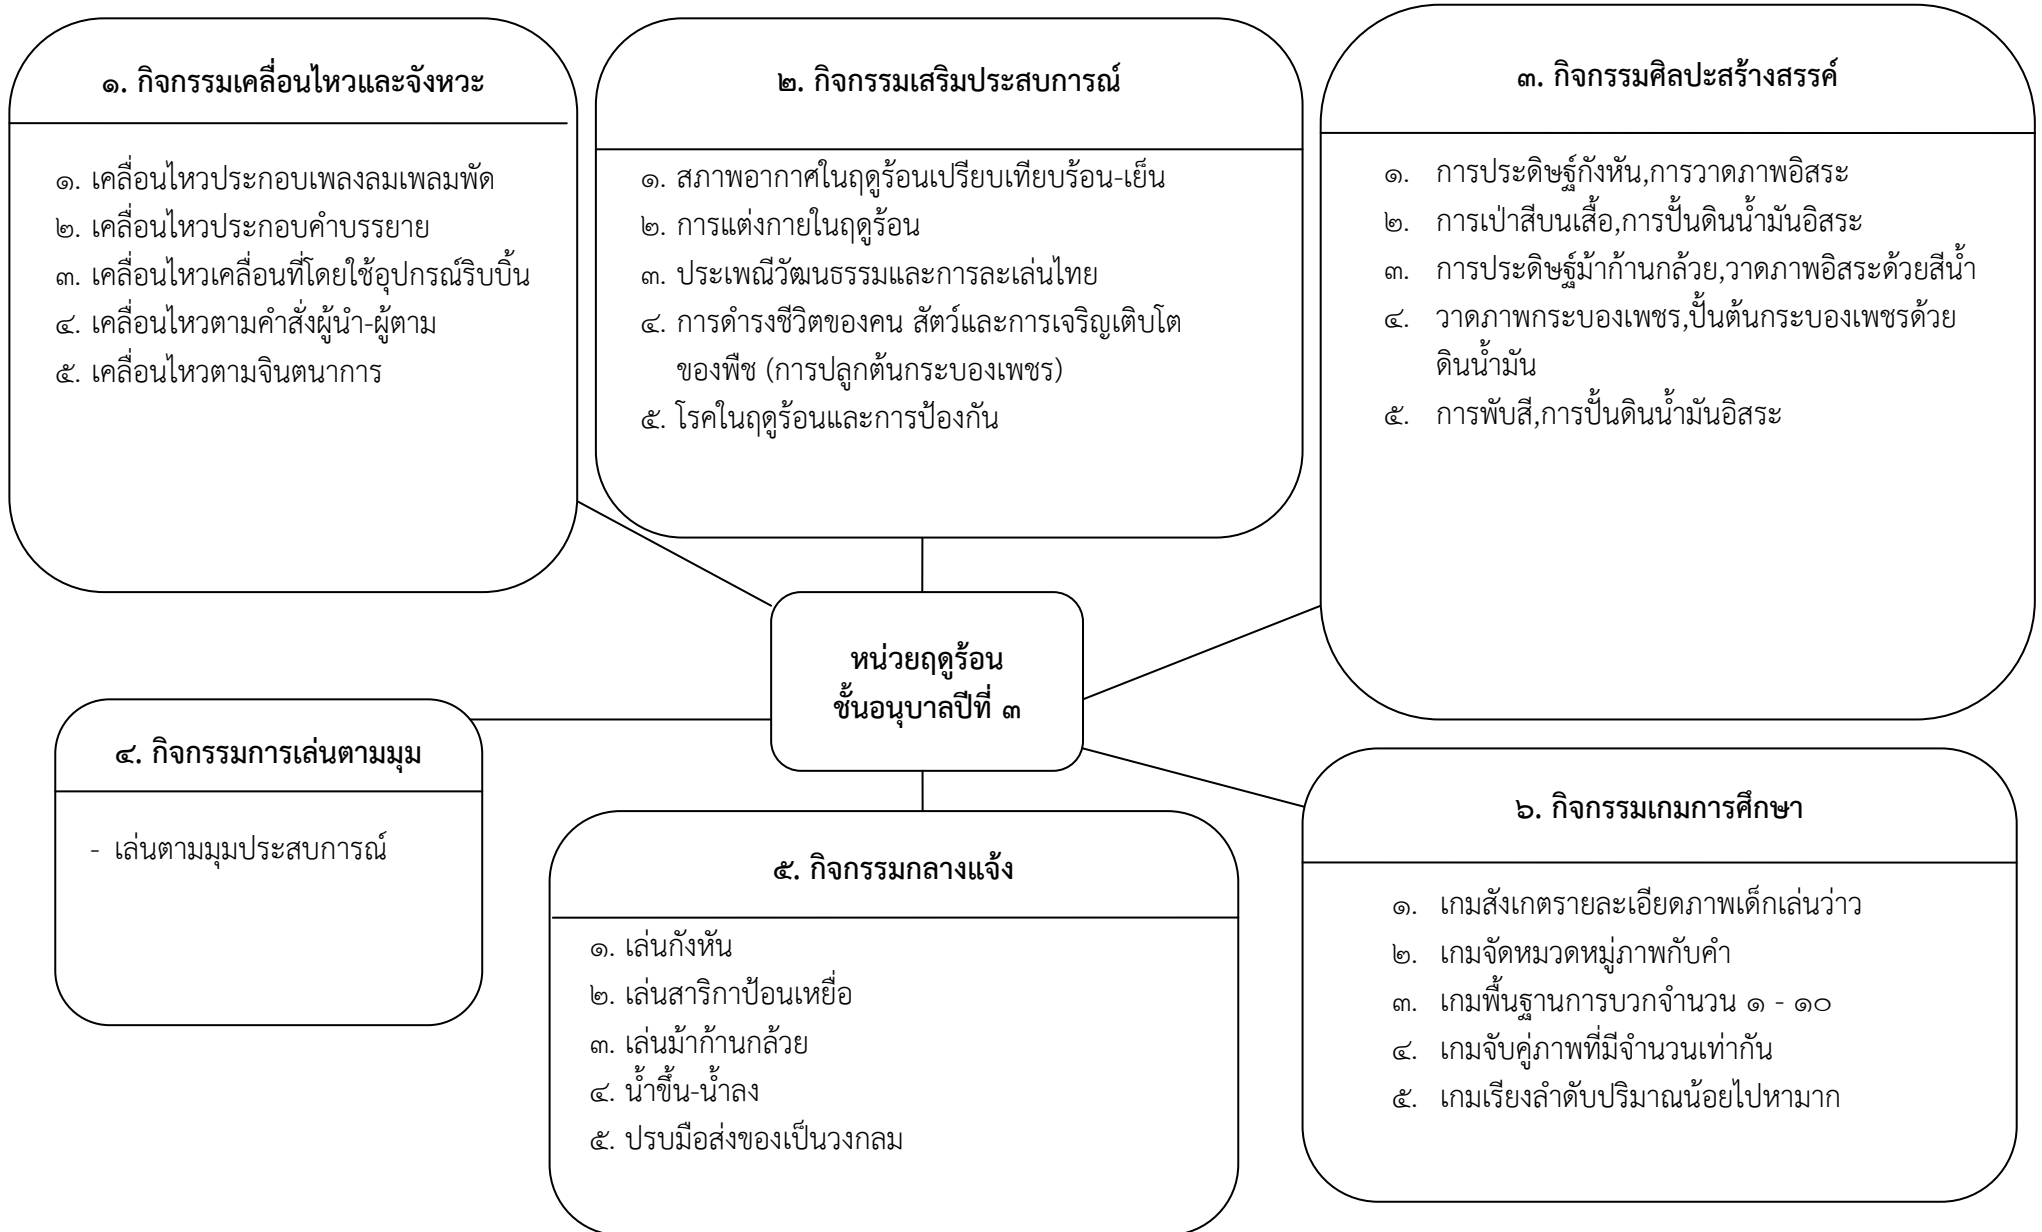 ๑. กิจกรรมเคลื่อนไหวและจังหวะ
๑. เคลื่อนไหวประกอบเพลงลมเพลมพัด
๒. เคลื่อนไหวประกอบคำบรรยาย
๓. เคลื่อนไหวเคลื่อนที่โดยใช้อุปกรณ์ริบบิ้น
๔. เคลื่อนไหวตามคำสั่งผู้นำ-ผู้ตาม
๕. เคลื่อนไหวตามจินตนาการ
๒. กิจกรรมเสริมประสบการณ์
๑. สภาพอากาศในฤดูร้อนเปรียบเทียบร้อน-เย็น
๒. การแต่งกายในฤดูร้อน
๓. ประเพณีวัฒนธรรมและการละเล่นไทย
๔. การดำรงชีวิตของคน สัตว์และการเจริญเติบโต
ของพืช (การปลูกต้นกระบองเพชร)
๕. โรคในฤดูร้อนและการป้องกัน
๓. กิจกรรมศิลปะสร้างสรรค์
๑. การประดิษฐ์กังหัน,การวาดภาพอิสระ
๒. การเป่าสีบนเสื้อ,การปั้นดินน้ำมันอิสระ
๓. การประดิษฐ์ม้าก้านกล้วย,วาดภาพอิสระด้วยสีน้ำ
๔. วาดภาพกระบองเพชร,ปั้นต้นกระบองเพชรด้วย
ดินน้ำมัน
๕. การพับสี,การปั้นดินน้ำมันอิสระ
หน่วยฤดูร้อน
ชั้นอนุบาลปีที่ ๓
๔. กิจกรรมการเล่นตามมุม
- เล่นตามมุมประสบการณ์
๕. กิจกรรมกลางแจ้ง
๑. เล่นกังหัน
๒. เล่นสาริกาป้อนเหยื่อ
๓. เล่นม้าก้านกล้วย
๔. น้ำขึ้น-น้ำลง
๕. ปรบมือส่งของเป็นวงกลม
๖. กิจกรรมเกมการศึกษา
๑. เกมสังเกตรายละเอียดภาพเด็กเล่นว่าว
๒. เกมจัดหมวดหมู่ภาพกับคำ
๓. เกมพื้นฐานการบวกจำนวน ๑ - ๑๐
๔. เกมจับคู่ภาพที่มีจำนวนเท่ากัน
๕. เกมเรียงลำดับปริมาณน้อยไปหามาก